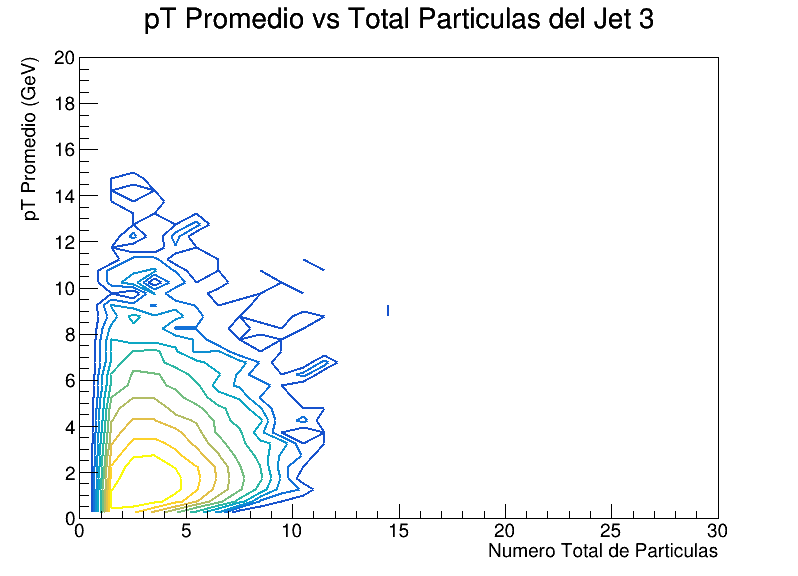 pT Promedio vs Total Particulas del Jet 3
pT Promedio (GeV)
20
18
16
14
12
10
8
6
4
2
0
0 5 10 15 20 25 30
Numero Total de Particulas